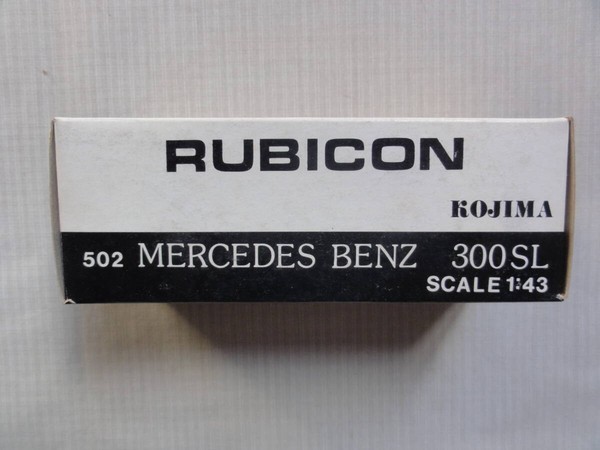 RUBICON
KOJIMA
502 MERCEDES BENZ 300SL
SCALE 1:43